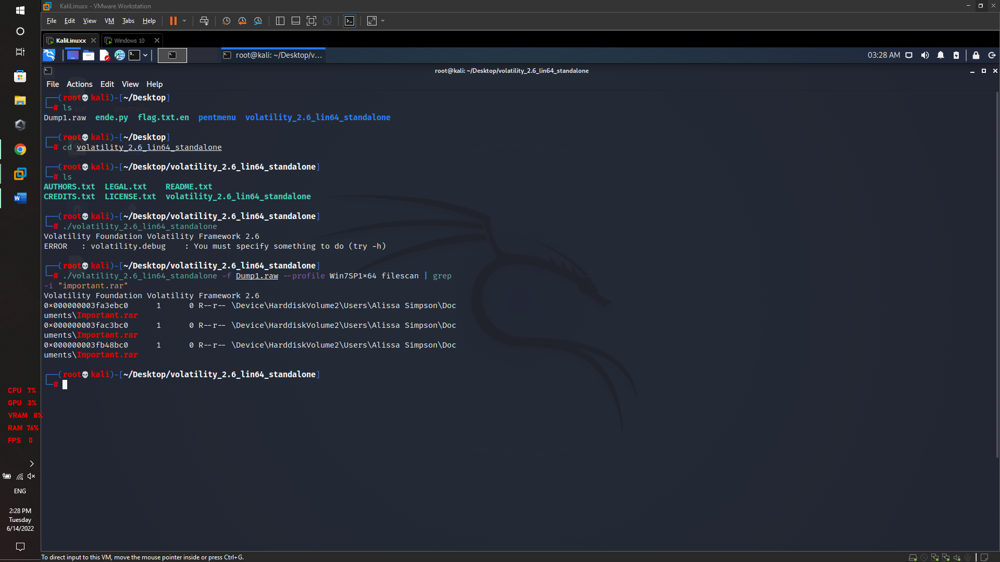 KaliLinuxx - VMware Workstation
File Edit View VM Tabs Help
KaliLinuxx Windows 10
root@kali: ~/Desktop/v... 03:28 AM
root@kali: ~/Desktop/volatility_2.6_lin64_standalone
File Actions Edit View Help
┌──(root💀kali)-[~/Desktop]
└─# ls
Dump1.raw ende.py flag.txt.en pentmenu volatility_2.6_lin64_standalone
┌──(root💀kali)-[~/Desktop]
└─# cd volatility_2.6_lin64_standalone
┌──(root💀kali)-[~/Desktop/volatility_2.6_lin64_standalone]
└─# ls
AUTHORS.txt LEGAL.txt README.txt
CREDITS.txt LICENSE.txt volatility_2.6_lin64_standalone
┌──(root💀kali)-[~/Desktop/volatility_2.6_lin64_standalone]
└─# ./volatility_2.6_lin64_standalone
Volatility Foundation Volatility Framework 2.6
ERROR : volatility.debug : You must specify something to do (try -h)
┌──(root💀kali)-[~/Desktop/volatility_2.6_lin64_standalone]
└─# ./volatility_2.6_lin64_standalone -f Dump1.raw --profile Win7SP1×64 filescan | grep
-i "important.rar"
Volatility Foundation Volatility Framework 2.6
0×000000003fa3ebc0 1 0 R--r-- \Device\HarddiskVolume2\Users\Alissa Simpson\Doc
uments\Important.rar
0×000000003fac3bc0 1 0 R--r-- \Device\HarddiskVolume2\Users\Alissa Simpson\Doc
uments\Important.rar
0×000000003fb48bc0 1 0 R--r-- \Device\HarddiskVolume2\Users\Alissa Simpson\Doc
uments\Important.rar
┌──(root💀kali)-[~/Desktop/volatility_2.6_lin64_standalone]
└─#
CPU 7%
GPU 3%
VRAM 8%
RAM 76%
FPS 0
ENG
2:28 PM
Tuesday
6/14/2022
To direct input to this VM, move the mouse pointer inside or press Ctrl+G.